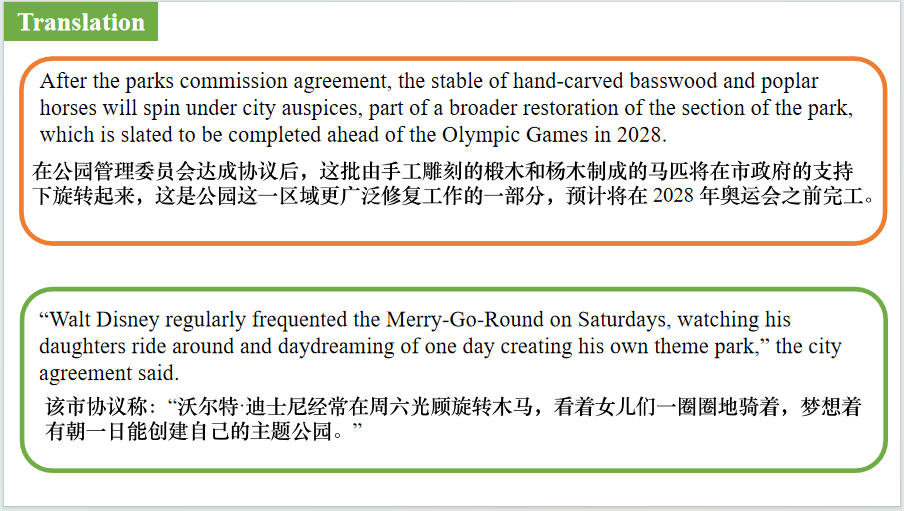 Translation
After the parks commission agreement, the stable of hand-carved basswood and poplar
horses will spin under city auspices, part of a broader restoration of the section of the park,
which is slated to be completed ahead of the Olympic Games in 2028.
在公园管理委员会达成协议后，这批由手工雕刻的椴木和杨木制成的马匹将在市政府的支持
下旋转起来，这是公园这一区域更广泛修复工作的一部分，预计将在 2028 年奥运会之前完工。
“Walt Disney regularly frequented the Merry-Go-Round on Saturdays, watching his
daughters ride around and daydreaming of one day creating his own theme park,” the city
agreement said.
该市协议称：“沃尔特·迪士尼经常在周六光顾旋转木马，看着女儿们一圈圈地骑着，梦想着
有朝一日能创建自己的主题公园。”